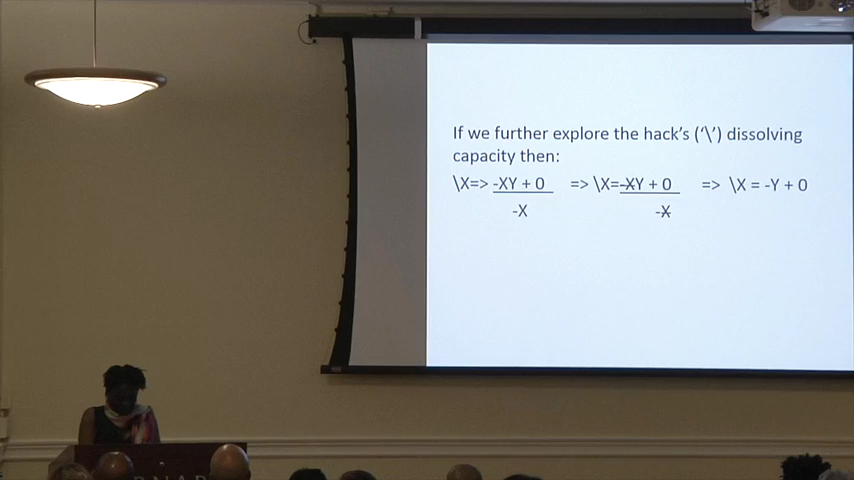 If we further explore the hack's ('\') dissolving
capacity then:
\X=> -XY + 0 => \X=-XY + 0 => \X = -Y + 0
-X -X